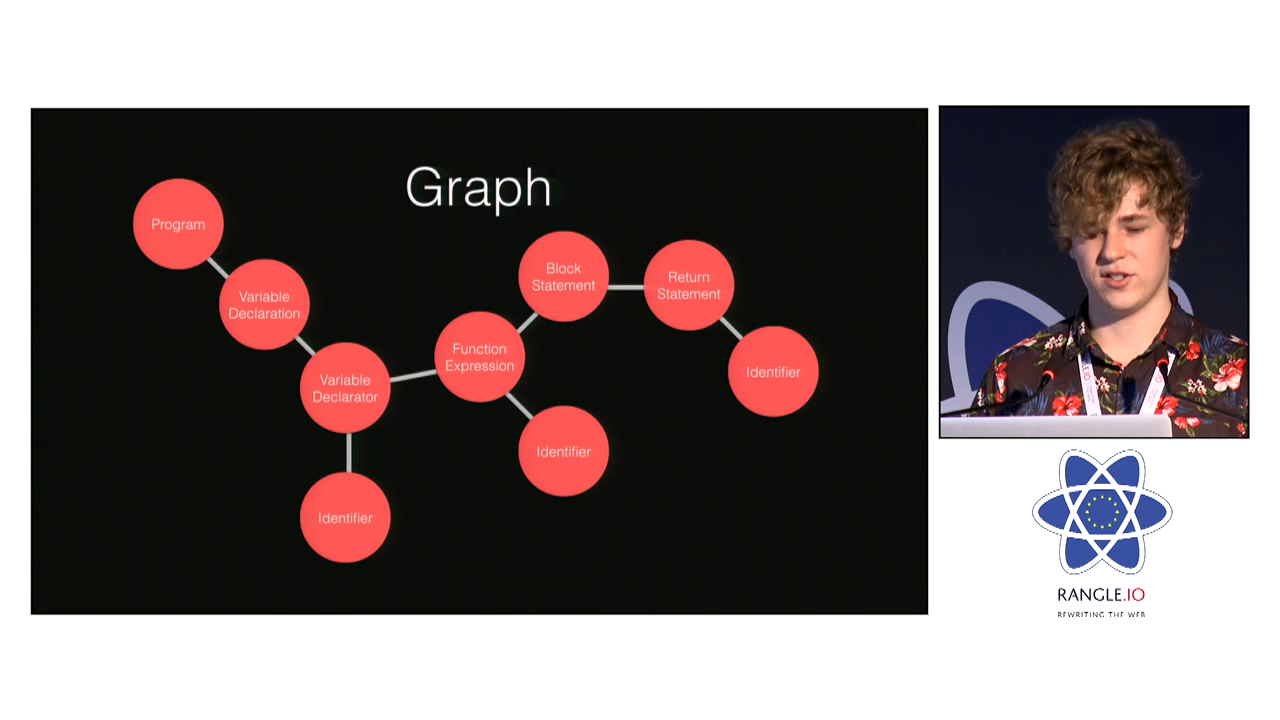 Graph
Program
Variable
Declaration
Variable
Declarator
Identifier
Function
Expression
Identifier
Block
Statement
Return
Statement
Identifier
RANGLE.IO
REWRITING THE WEB